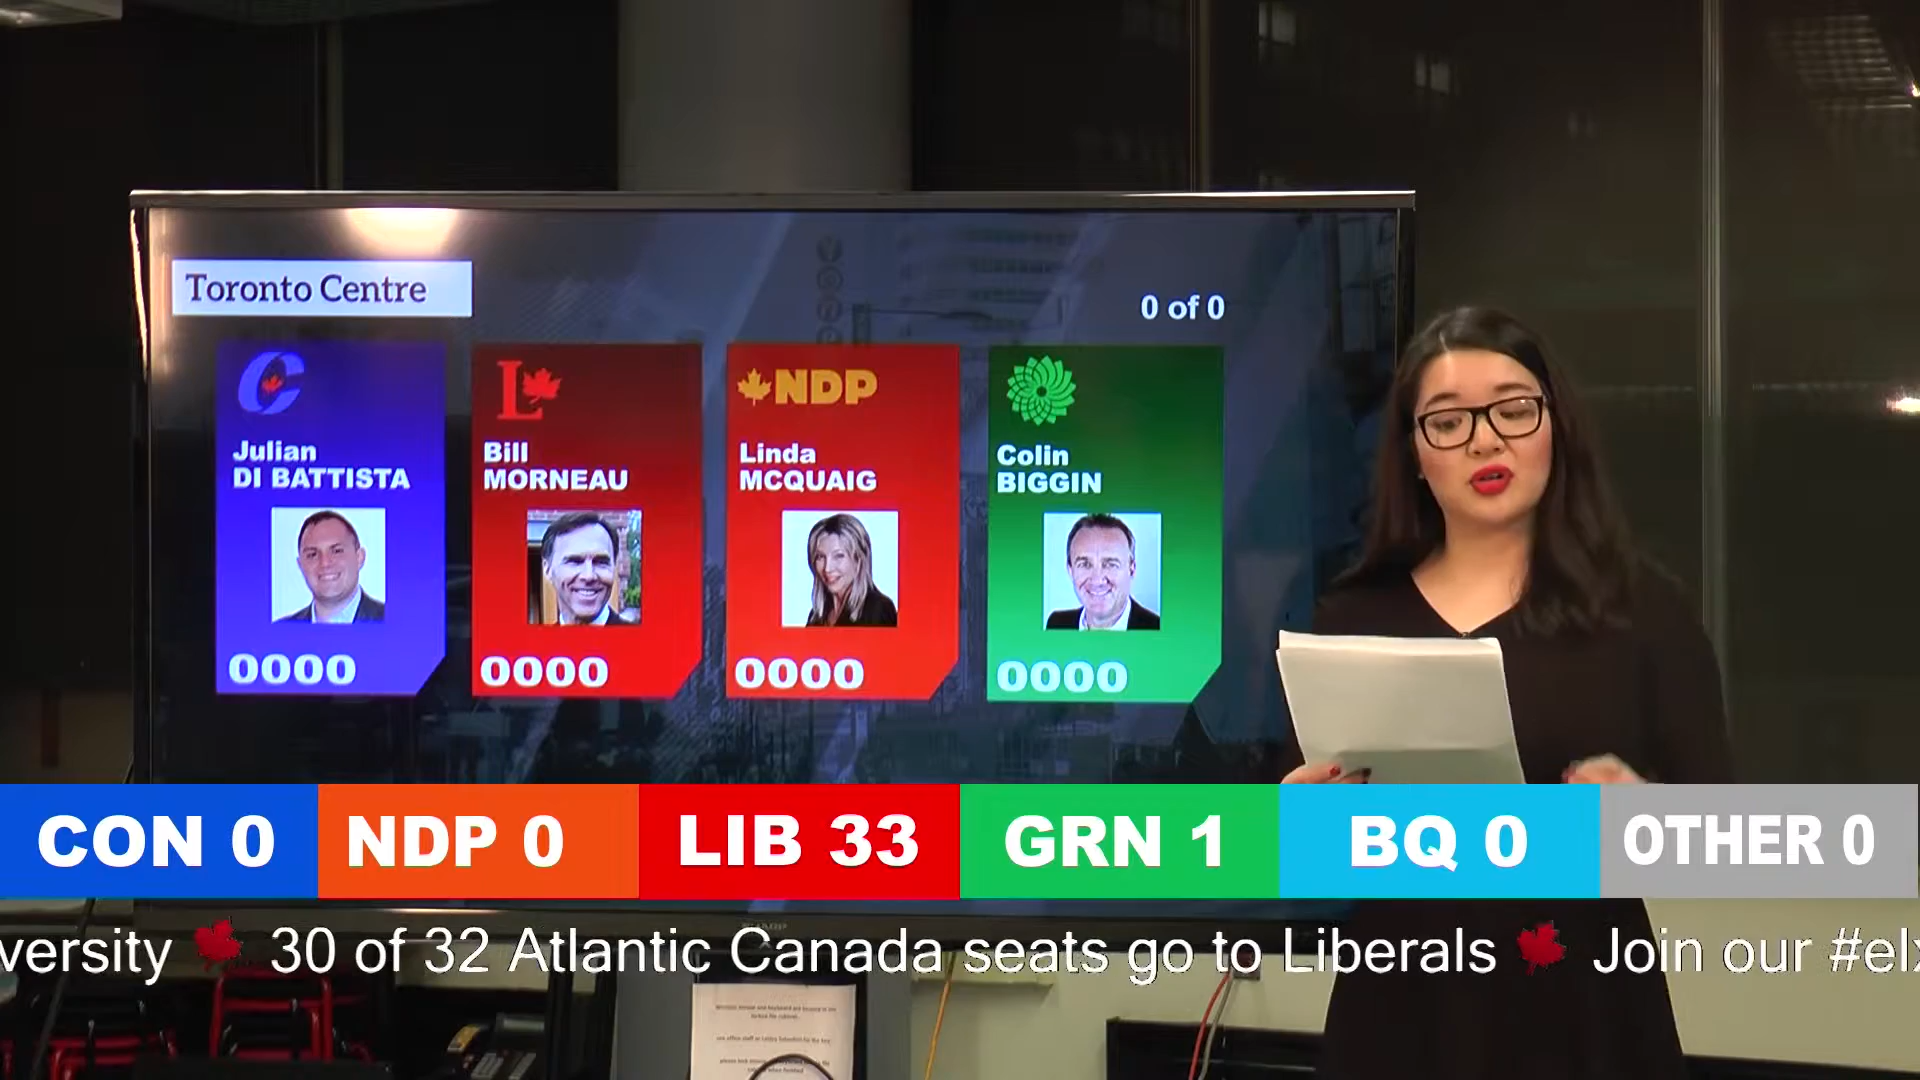 Toronto Centre
0 of 0
Julian
DI BATTISTA
0000
L
Bill
MORNEAU
0000
NDP
Linda
MCQUAIG
0000
Colin
BIGGIN
0000
CON 0
NDP 0
LIB 33
GRN 1
BQ 0
OTHER 0
versity 30 of 32 Atlantic Canada seats go to Liberals Join our #elx